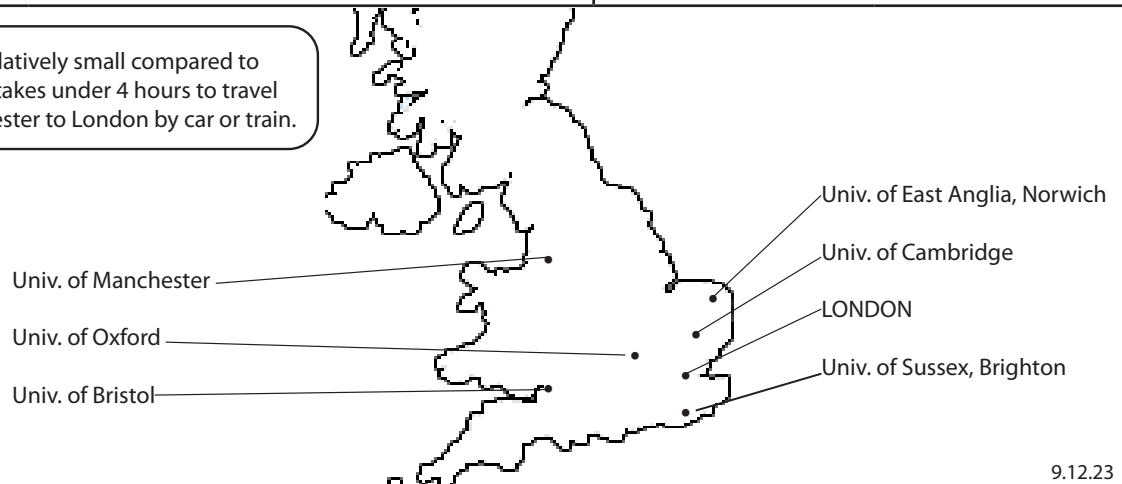 latively small compared to
takes under 4 hours to travel
ester to London by car or train.
Univ. of East Anglia, Norwich
Univ. of Cambridge
Univ. of Manchester
LONDON
Univ. of Oxford
Univ. of Sussex, Brighton
Univ. of Bristol
9.12.23